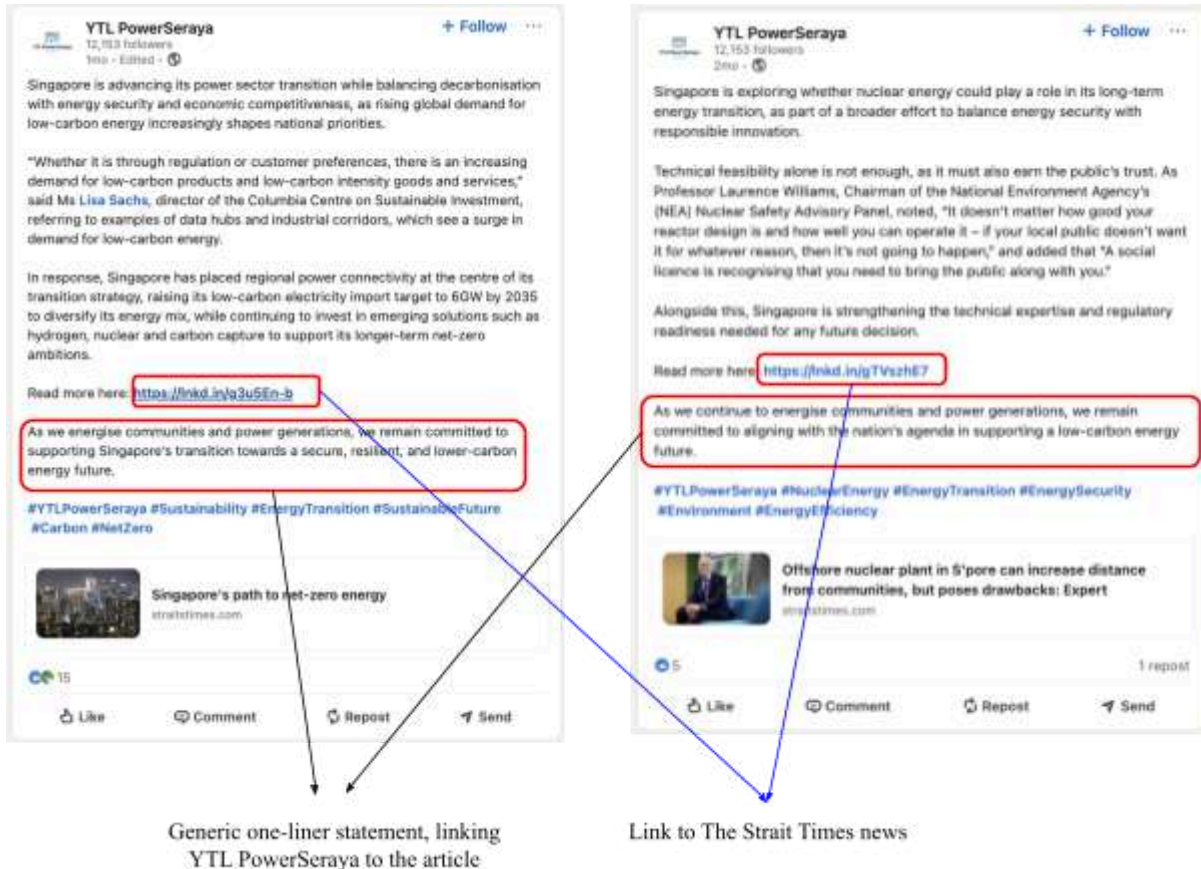 YTL PowerSeraya
+ Follow ...
12,153 followers
1mo • Edited •
Singapore is advancing its power sector transition while balancing decarbonisation
with energy security and economic competitiveness, as rising global demand for
low-carbon energy increasingly shapes national priorities.
"Whether it is through regulation or customer preferences, there is an increasing
demand for low-carbon products and low-carbon intensity goods and services,"
said Ms Lisa Sachs, director of the Columbia Centre on Sustainable Investment,
referring to examples of data hubs and industrial corridors, which see a surge in
demand for low-carbon energy.
In response, Singapore has placed regional power connectivity at the centre of its
transition strategy, raising its low-carbon electricity import target to 6GW by 2035
to diversify its energy mix, while continuing to invest in emerging solutions such as
hydrogen, nuclear and carbon capture to support its longer-term net-zero
ambitions.
Read more here: https://lnkd.in/g3u5En-b
As we energise communities and power generations, we remain committed to
supporting Singapore's transition towards a secure, resilient, and lower-carbon
energy future.
#YTLPowerSeraya #Sustainability #EnergyTransition #SustainableFuture
#Carbon #NetZero
Singapore's path to net-zero energy
straitstimes.com
15
Like Comment Repost Send
YTL PowerSeraya
+ Follow ...
12,153 followers
2mo •
Singapore is exploring whether nuclear energy could play a role in its long-term
energy transition, as part of a broader effort to balance energy security with
responsible innovation.
Technical feasibility alone is not enough, as it must also earn the public's trust. As
Professor Laurence Williams, Chairman of the National Environment Agency's
(NEA) Nuclear Safety Advisory Panel, noted, "It doesn't matter how good your
reactor design is and how well you can operate it – if your local public doesn't want
it for whatever reason, then it's not going to happen," and added that "A social
licence is recognising that you need to bring the public along with you."
Alongside this, Singapore is strengthening the technical expertise and regulatory
readiness needed for any future decision.
Read more here: https://lnkd.in/gTVszhE7
As we continue to energise communities and power generations, we remain
committed to aligning with the nation's agenda in supporting a low-carbon energy
future.
#YTLPowerSeraya #NuclearEnergy #EnergyTransition #EnergySecurity
#Environment #EnergyEfficiency
Offshore nuclear plant in S'pore can increase distance
from communities, but poses drawbacks: Expert
straitstimes.com
5
1 repost
Like Comment Repost Send
Generic one-liner statement, linking
YTL PowerSeraya to the article
Link to The Strait Times news